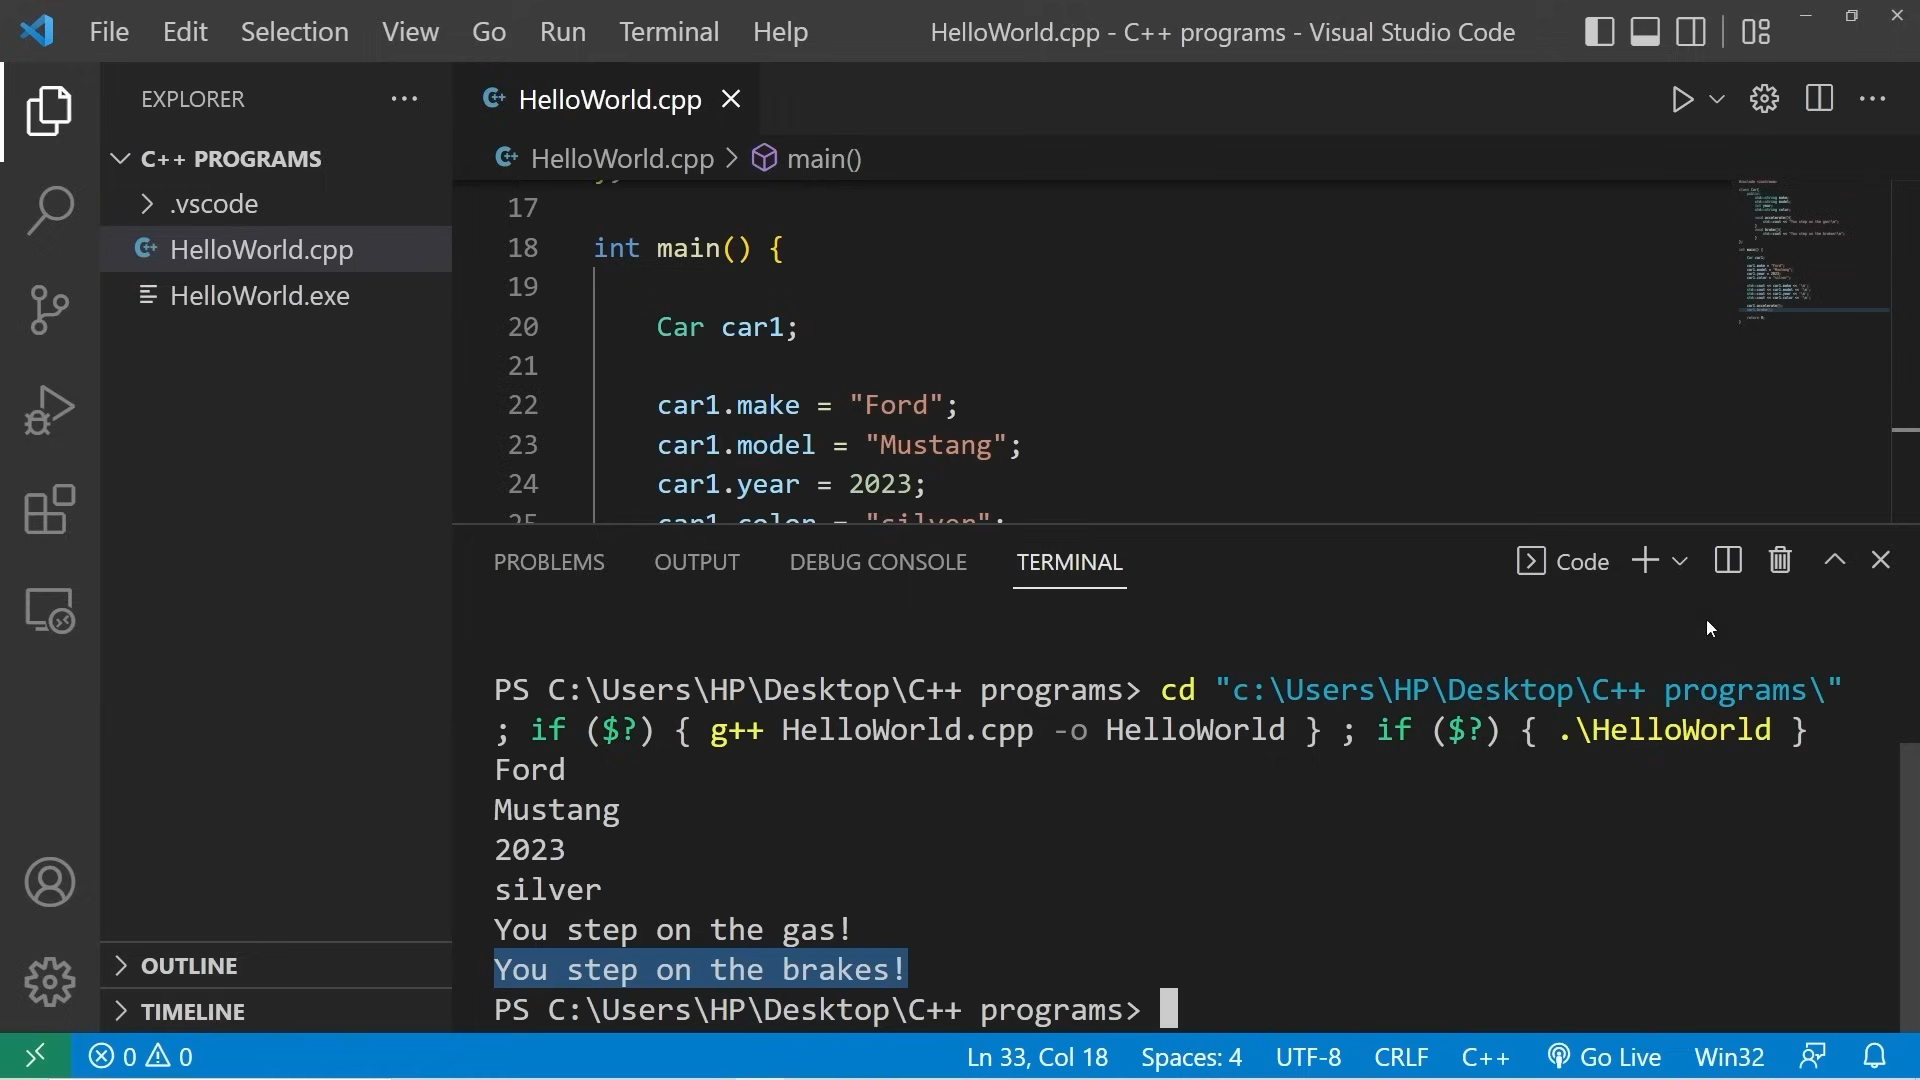 File Edit Selection View Go Run Terminal Help HelloWorld.cpp - C++ programs - Visual Studio Code
EXPLORER
HelloWorld.cpp
C++ PROGRAMS
HelloWorld.cpp > main()
.vscode
HelloWorld.cpp
HelloWorld.exe
17
18 int main() {
19
20 Car car1;
21
22 car1.make = "Ford";
23 car1.model = "Mustang";
24 car1.year = 2023;
25 car1.color = "silver";
PROBLEMS OUTPUT DEBUG CONSOLE TERMINAL Code
PS C:\Users\HP\Desktop\C++ programs> cd "c:\Users\HP\Desktop\C++ programs\"
; if ($?) { g++ HelloWorld.cpp -o HelloWorld } ; if ($?) { .\HelloWorld }
Ford
Mustang
2023
silver
You step on the gas!
You step on the brakes!
PS C:\Users\HP\Desktop\C++ programs>
OUTLINE
TIMELINE
0 0 Ln 33, Col 18 Spaces: 4 UTF-8 CRLF C++ Go Live Win32